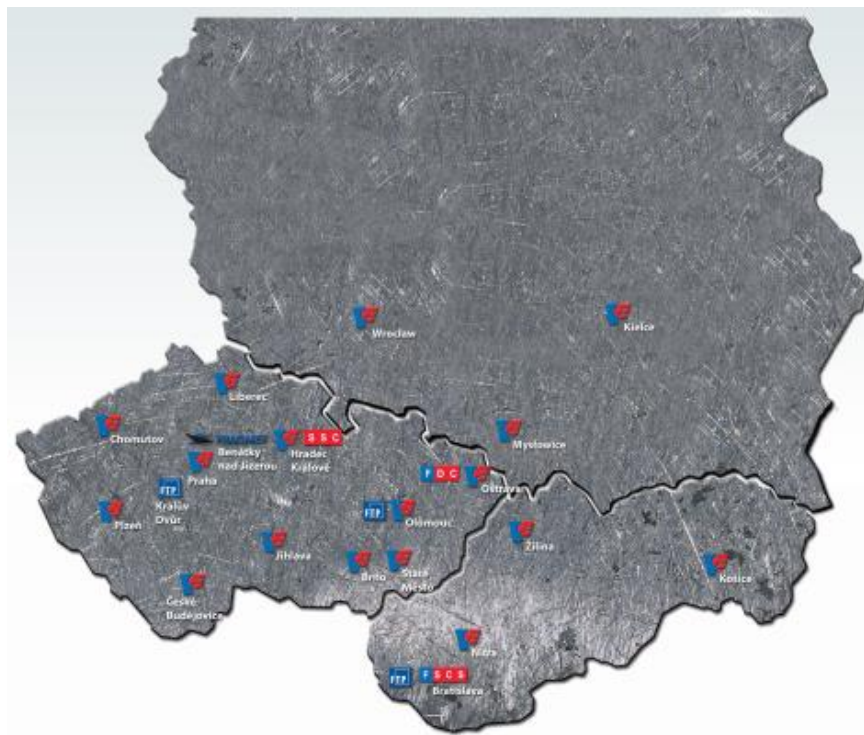 Wrocław
Kielce
Liberec
Chomutov
Benátky
nad Jizerou
S S C
Hradec
Králové
Mysłowice
Praha
F D C
Ostrava
FTP
Králův
Dvůr
Plzeň
FTP
Olomouc
Jihlava
Žilina
Brno
Staré
Město
Košice
České
Budějovice
Nitra
FTP
F S C S
Bratislava